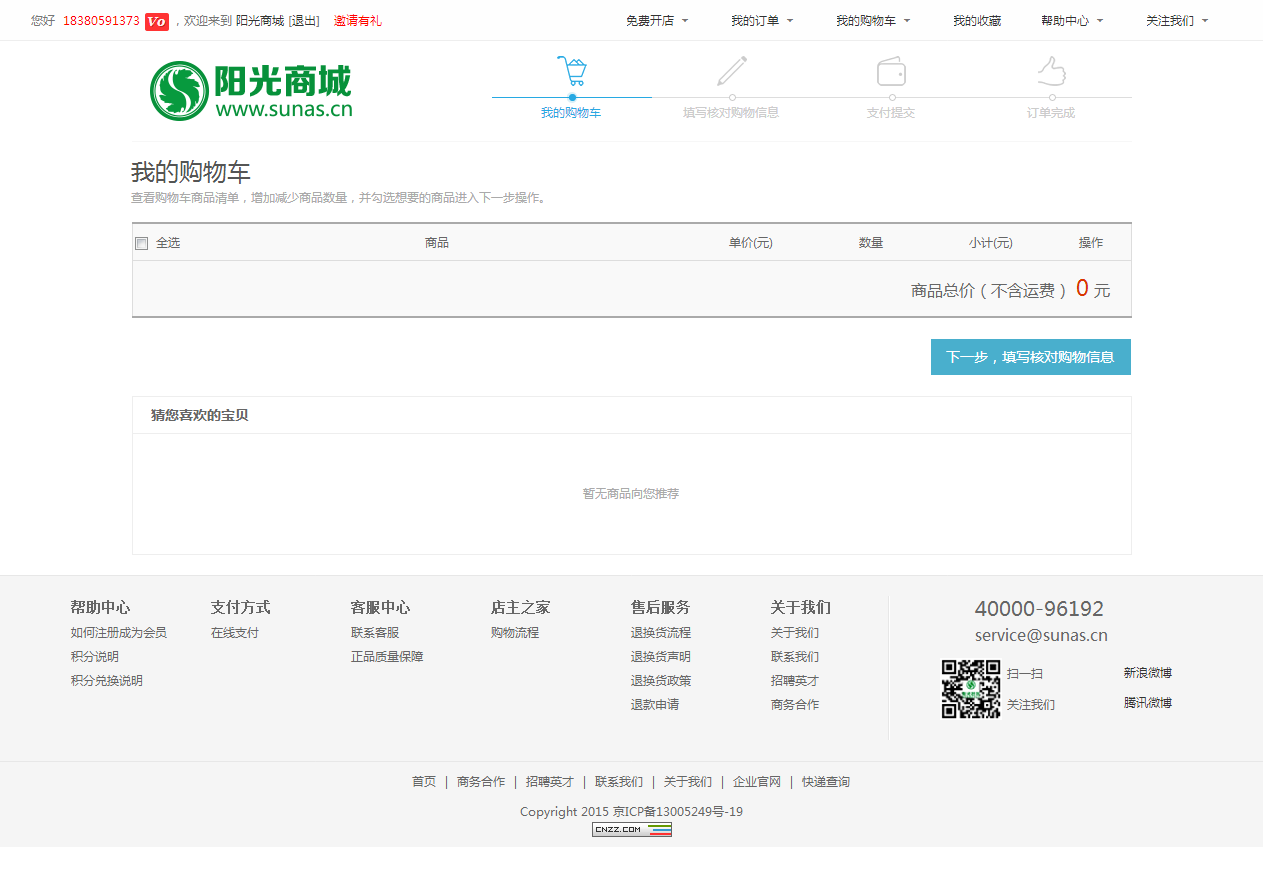 您好 18380591373 Vo ，欢迎来到 阳光商城 [退出] 邀请有礼 免费开店 我的订单 我的购物车 我的收藏 帮助中心 关注我们
阳光商城
www.sunas.cn
我的购物车 填写核对购物信息 支付提交 订单完成
我的购物车
查看购物车商品清单，增加减少商品数量，并勾选想要的商品进入下一步操作。
全选 商品 单价(元) 数量 小计(元) 操作
商品总价（不含运费） 0 元
下一步，填写核对购物信息
猜您喜欢的宝贝
暂无商品向您推荐
帮助中心 支付方式 客服中心 店主之家 售后服务 关于我们
如何注册成为会员 在线支付 联系客服 购物流程 退换货流程 关于我们
积分说明 正品质量保障 退换货声明 联系我们
积分兑换说明 退换货政策 招聘英才
退款申请 商务合作
40000-96192
service@sunas.cn
扫一扫 新浪微博
关注我们 腾讯微博
首页 | 商务合作 | 招聘英才 | 联系我们 | 关于我们 | 企业官网 | 快递查询
Copyright 2015 京ICP备13005249号-19
CNZZ.COM